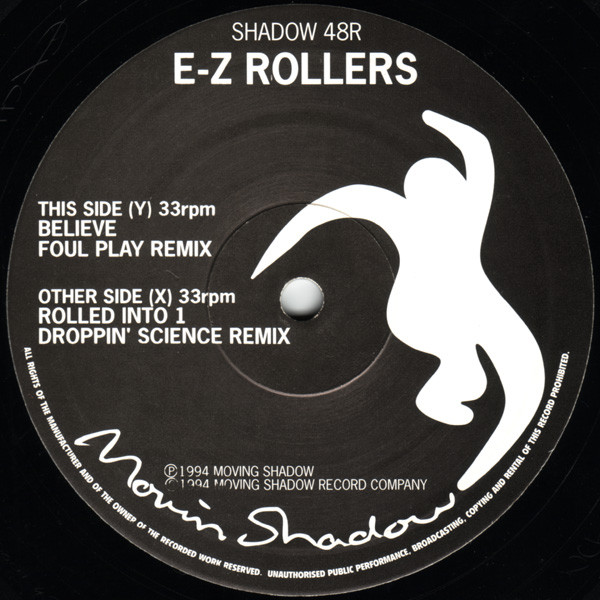 SHADOW 48R
E-Z ROLLERS
THIS SIDE (Y) 33rpm
BELIEVE
FOUL PLAY REMIX
OTHER SIDE (X) 33rpm
ROLLED INTO 1
DROPPIN' SCIENCE REMIX
℗1994 MOVING SHADOW
©1994 MOVING SHADOW RECORD COMPANY
Movin Shadow
ALL RIGHTS OF THE MANUFACTURER AND OF THE OWNER OF THE RECORDED WORK RESERVED. UNAUTHORISED PUBLIC PERFORMANCE, BROADCASTING, COPYING AND RENTAL OF THIS RECORD PROHIBITED.